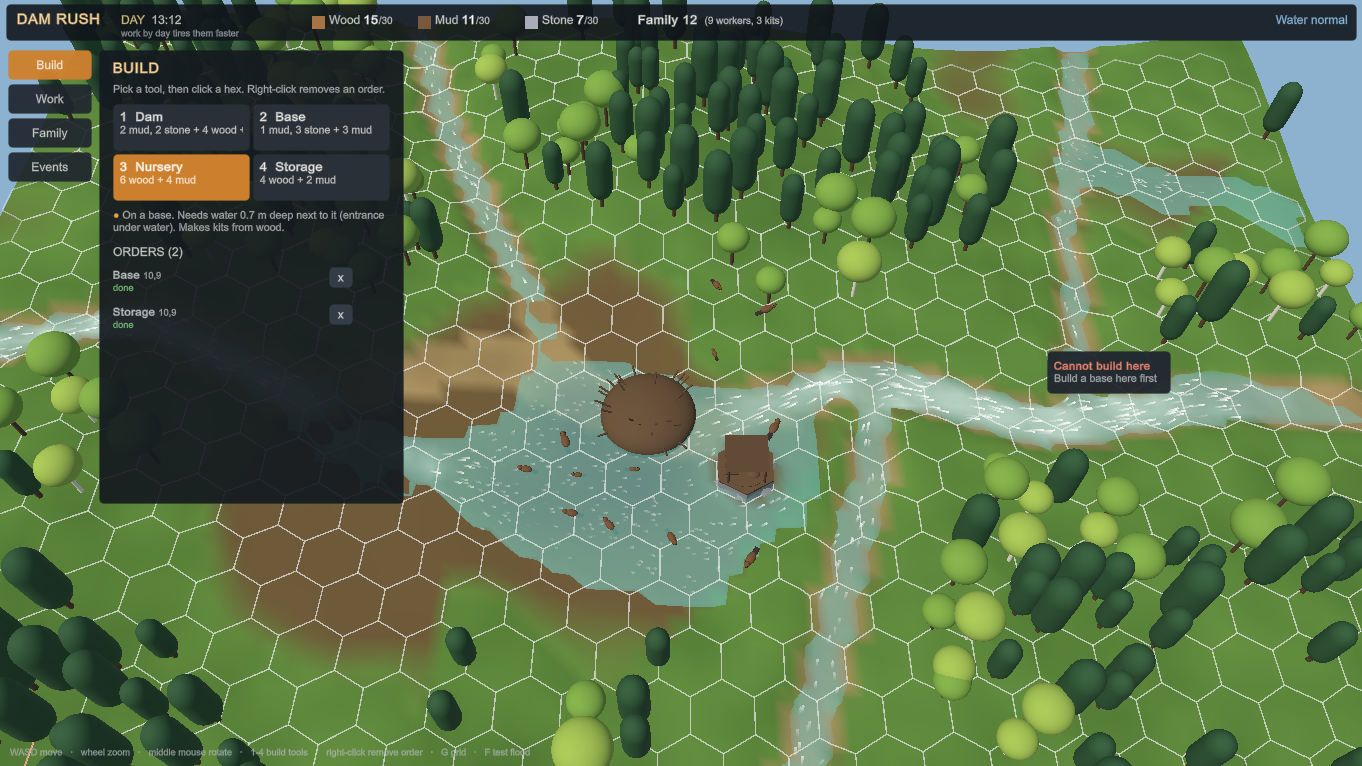 DAM RUSH
DAY 13:12
work by day tires them faster
Wood 15/30
Mud 11/30
Stone 7/30
Family 12 (9 workers, 3 kits)
Water normal
Build
Work
Family
Events
BUILD
Pick a tool, then click a hex. Right-click removes an order.
1 Dam
2 mud, 2 stone + 4 wood +
2 Base
1 mud, 3 stone + 3 mud
3 Nursery
6 wood + 4 mud
4 Storage
4 wood + 2 mud
● On a base. Needs water 0.7 m deep next to it (entrance
under water). Makes kits from wood.
ORDERS (2)
Base 10,9
done
x
Storage 10,9
done
x
Cannot build here
Build a base here first
WASD move · wheel zoom · middle mouse rotate · 1-4 build tools · right-click remove order · G grid · F test flood